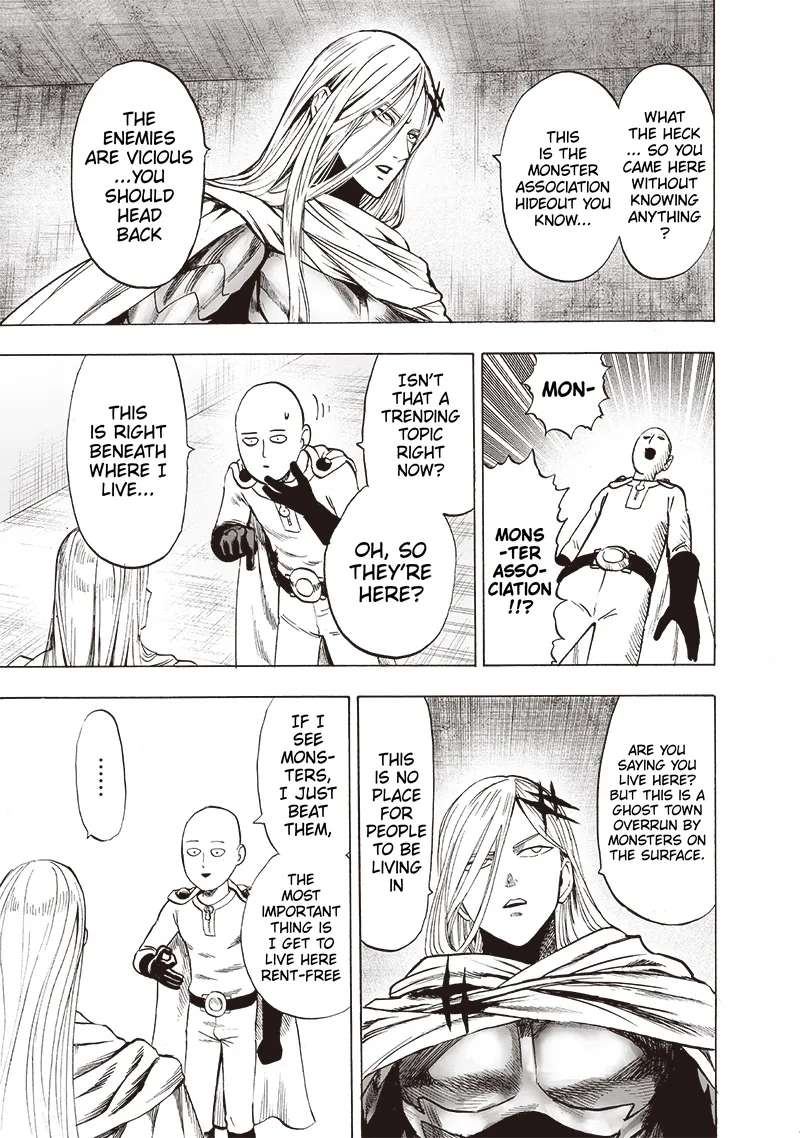 WHAT
THE HECK
... SO YOU
CAME HERE
WITHOUT
KNOWING
ANYTHING
?
THIS
IS THE
MONSTER
ASSOCIATION
HIDEOUT YOU
KNOW...
THE
ENEMIES
ARE VICIOUS
...YOU
SHOULD
HEAD
BACK
MON-
MONS
-TER
ASSO-
CIATION
!!?
ISN'T
THAT A
TRENDING
TOPIC
RIGHT
NOW?
OH, SO
THEY'RE
HERE?
THIS
IS RIGHT
BENEATH
WHERE I
LIVE...
ARE YOU
SAYING YOU
LIVE HERE?
BUT THIS IS A
GHOST TOWN
OVERRUN BY
MONSTERS ON
THE SURFACE.
THIS
IS NO
PLACE
FOR
PEOPLE
TO BE
LIVING
IN
IF I
SEE
MONS-
TERS,
I JUST
BEAT
THEM,
THE
MOST
IMPORTANT
THING IS
I GET TO
LIVE HERE
RENT-FREE
......